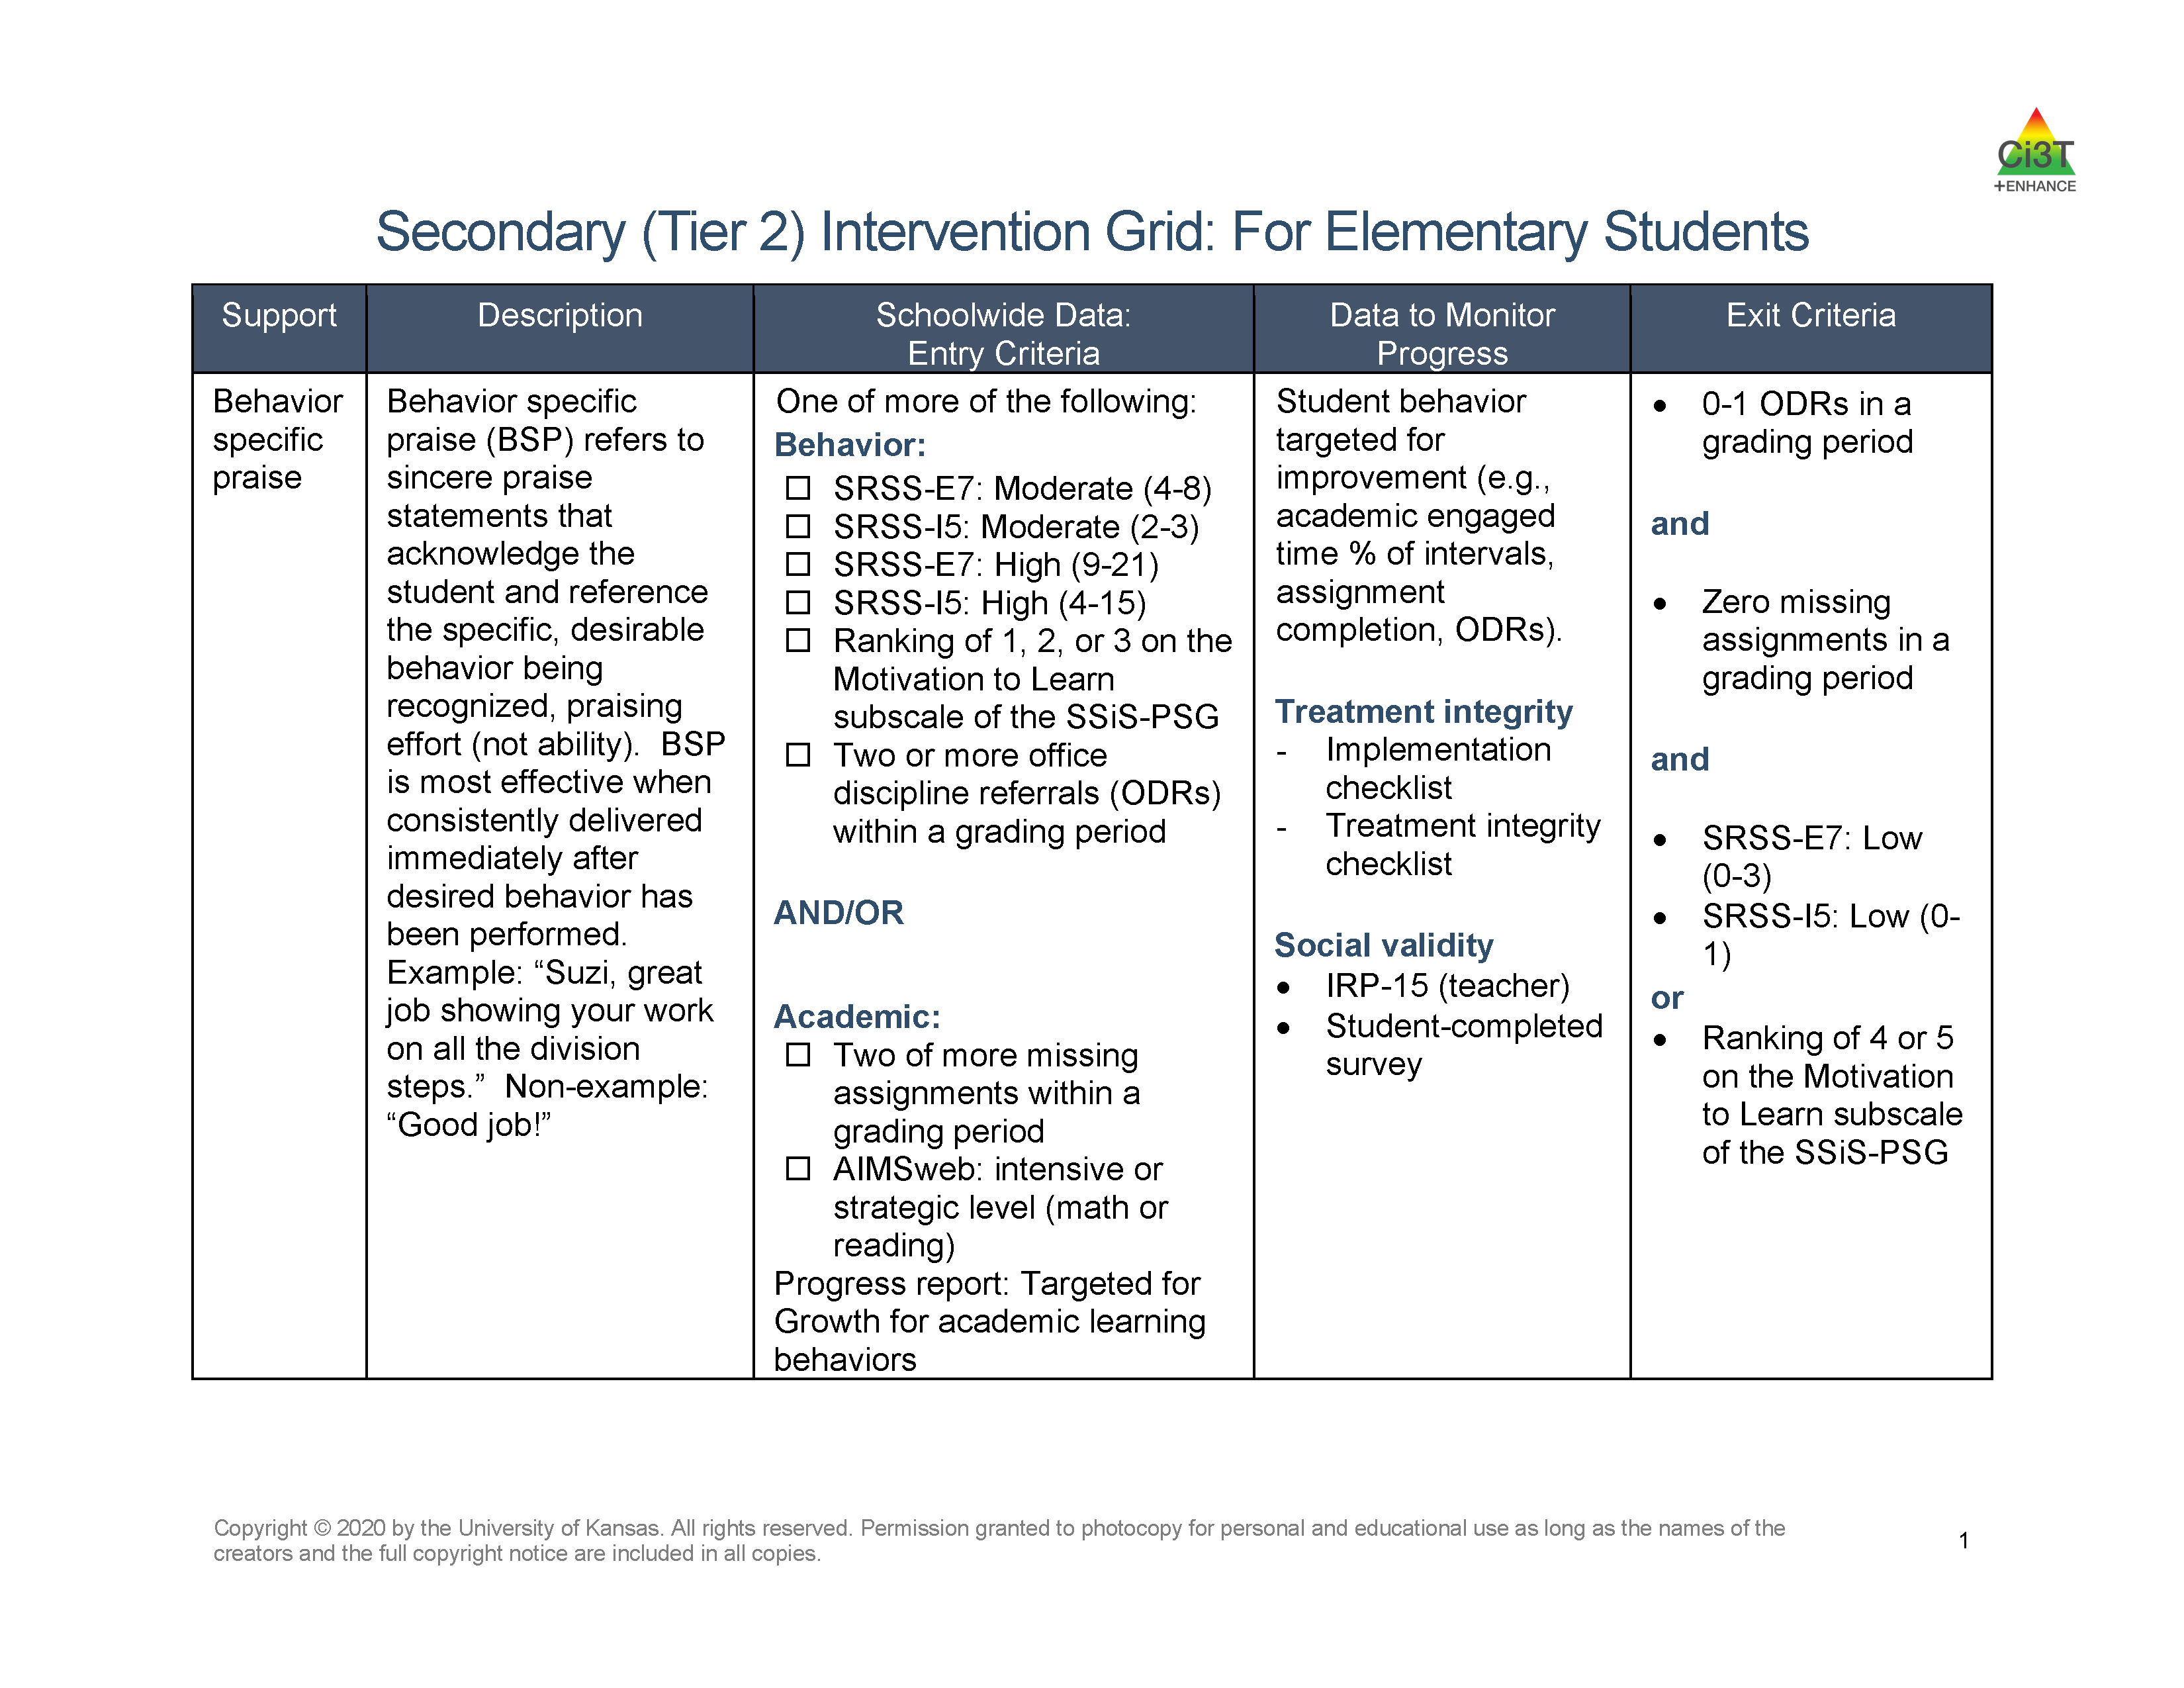 Ci3T
+ENHANCE
Secondary (Tier 2) Intervention Grid: For Elementary Students
Support
Description
Schoolwide Data:
Entry Criteria
Data to Monitor
Progress
Exit Criteria
Behavior
specific
praise
Behavior specific
praise (BSP) refers to
sincere praise
statements that
acknowledge the
student and reference
the specific, desirable
behavior being
recognized, praising
effort (not ability).  BSP
is most effective when
consistently delivered
immediately after
desired behavior has
been performed.
Example: “Suzi, great
job showing your work
on all the division
steps.”  Non-example:
“Good job!”
One of more of the following:
Behavior:
☐ SRSS-E7: Moderate (4-8)
☐ SRSS-I5: Moderate (2-3)
☐ SRSS-E7: High (9-21)
☐ SRSS-I5: High (4-15)
☐ Ranking of 1, 2, or 3 on the
Motivation to Learn
subscale of the SSiS-PSG
☐ Two or more office
discipline referrals (ODRs)
within a grading period
AND/OR
Academic:
☐ Two of more missing
assignments within a
grading period
☐ AIMSweb: intensive or
strategic level (math or
reading)
Progress report: Targeted for
Growth for academic learning
behaviors
Student behavior
targeted for
improvement (e.g.,
academic engaged
time % of intervals,
assignment
completion, ODRs).
Treatment integrity
- Implementation
checklist
- Treatment integrity
checklist
Social validity
• IRP-15 (teacher)
• Student-completed
survey
• 0-1 ODRs in a
grading period
and
• Zero missing
assignments in a
grading period
and
• SRSS-E7: Low
(0-3)
• SRSS-I5: Low (0-
1)
or
• Ranking of 4 or 5
on the Motivation
to Learn subscale
of the SSiS-PSG
Copyright © 2020 by the University of Kansas. All rights reserved. Permission granted to photocopy for personal and educational use as long as the names of the
creators and the full copyright notice are included in all copies.
1